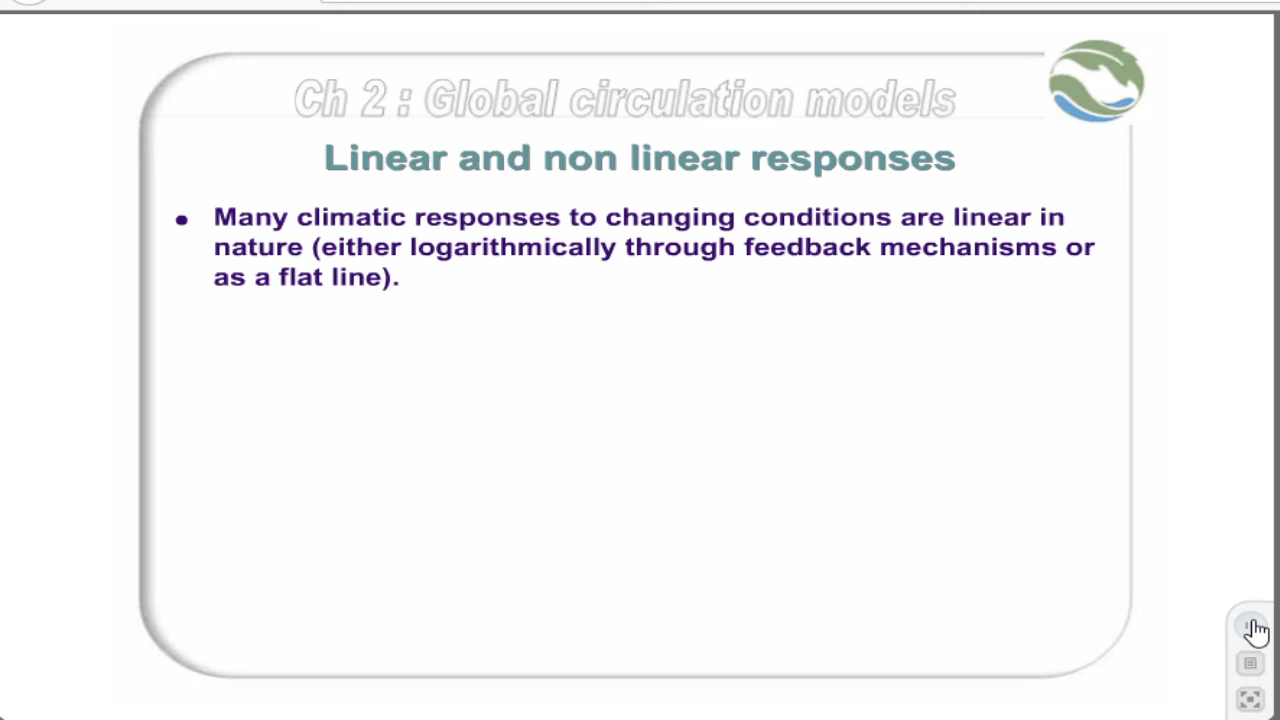 Ch 2 : Global circulation models
Linear and non linear responses
• Many climatic responses to changing conditions are linear in
nature (either logarithmically through feedback mechanisms or
as a flat line).